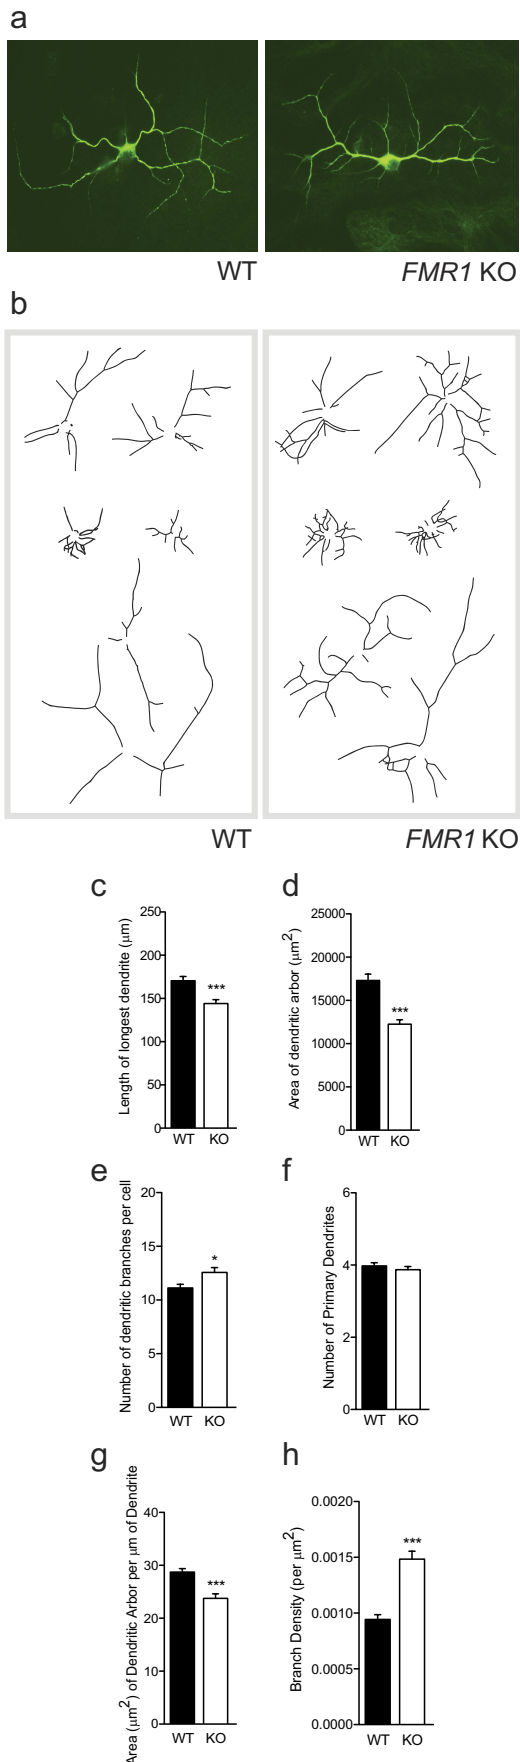 a
WT
FMR1 KO
b
WT
FMR1 KO
c
Length of longest dendrite (μm)
250
200
150
100
50
0
***
WT
KO
d
Area of dendritic arbor (μm²)
25000
20000
15000
10000
5000
0
***
WT
KO
e
Number of dendritic branches per cell
20
15
10
5
0
*
WT
KO
f
Number of Primary Dendrites
6
4
2
0
WT
KO
g
Area (μm²) of Dendritic Arbor per μm of Dendrite
40
30
20
10
0
***
WT
KO
h
Branch Density (per μm²)
0.0020
0.0015
0.0010
0.0005
0.0000
***
WT
KO